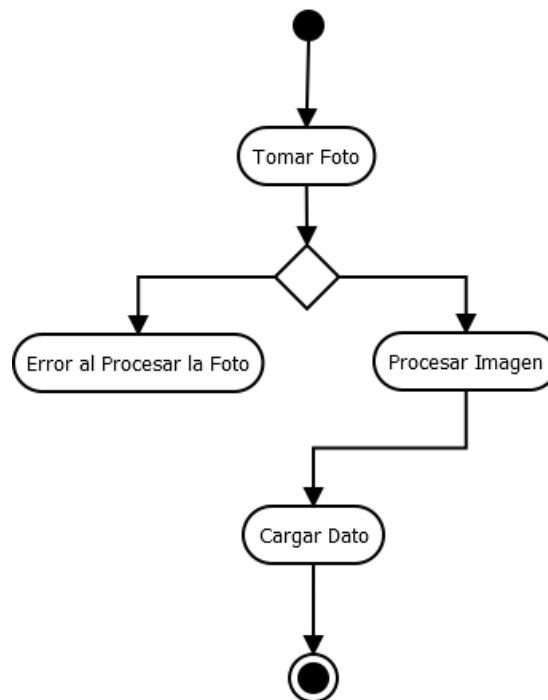 Tomar Foto
Error al Procesar la Foto
Procesar Imagen
Cargar Dato